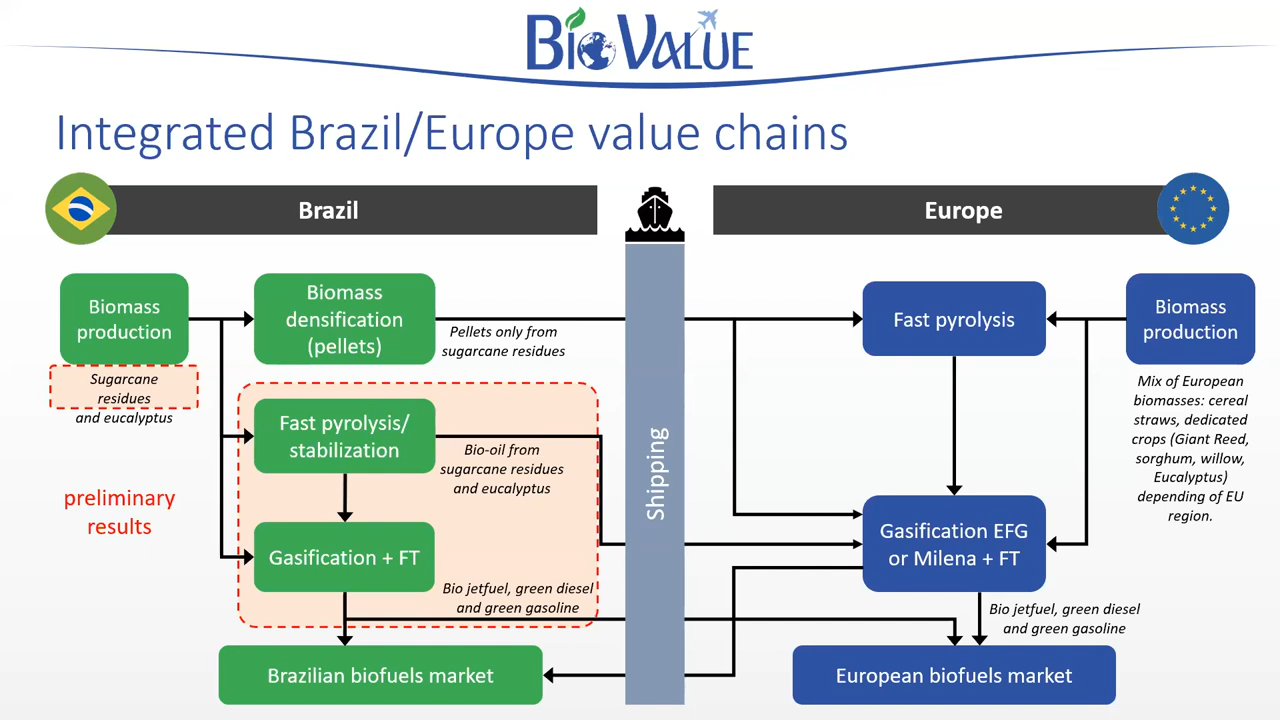 BioVALUE
Integrated Brazil/Europe value chains
Brazil
Europe
Biomass
production
Sugarcane
residues
and eucalyptus
preliminary
results
Biomass
densification
(pellets)
Pellets only from
sugarcane residues
Fast pyrolysis/
stabilization
Bio-oil from
sugarcane residues
and eucalyptus
Gasification + FT
Bio jetfuel, green diesel
and green gasoline
Brazilian biofuels market
Shipping
Fast pyrolysis
Biomass
production
Mix of European
biomasses: cereal
straws, dedicated
crops (Giant Reed,
sorghum, willow,
Eucalyptus)
depending of EU
region.
Gasification EFG
or Milena + FT
Bio jetfuel, green diesel
and green gasoline
European biofuels market